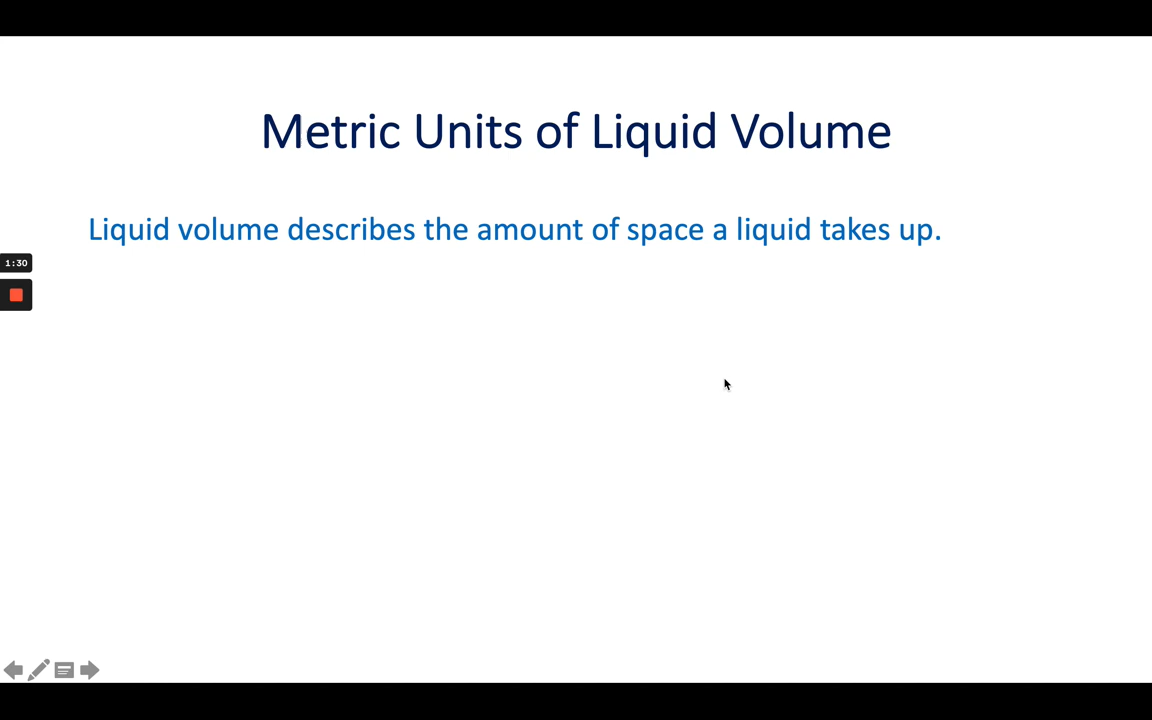 Metric Units of Liquid Volume
Liquid volume describes the amount of space a liquid takes up.
1:30